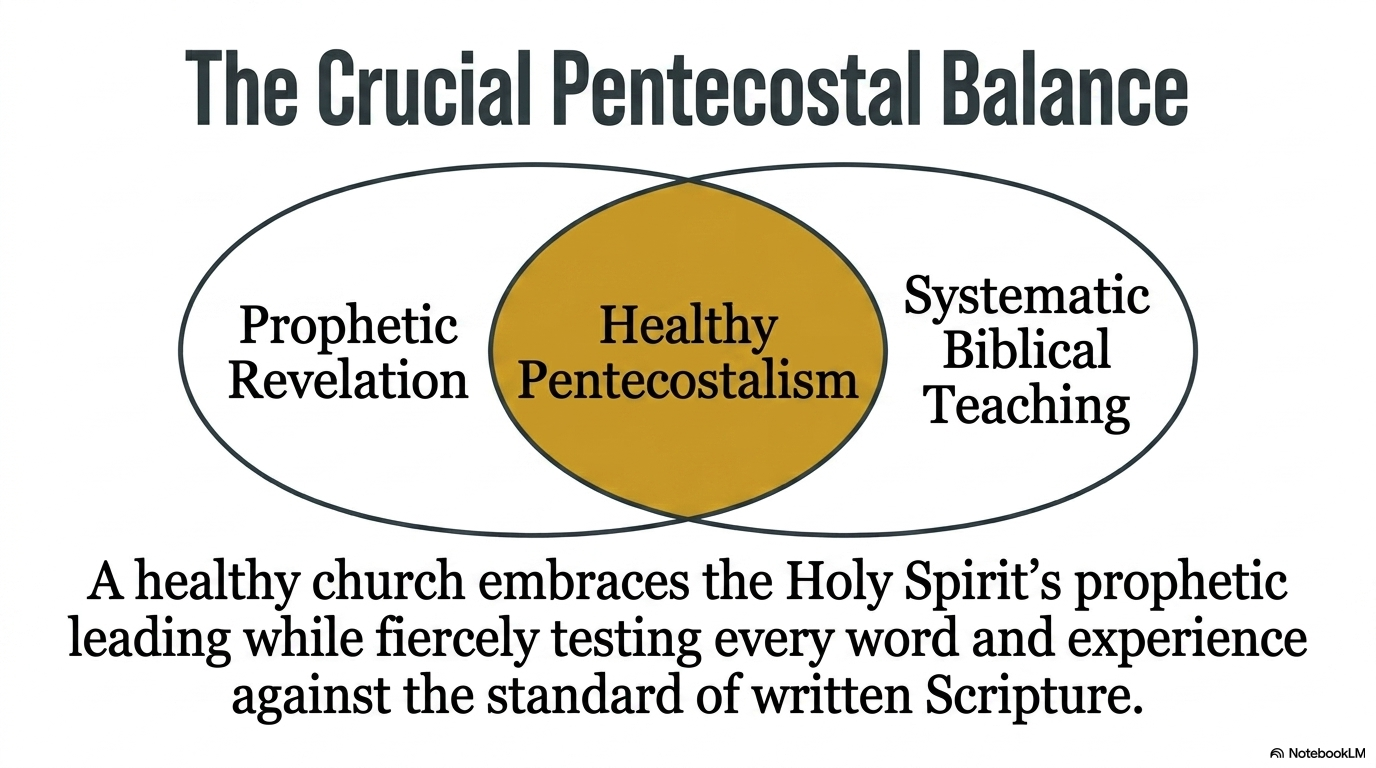 The Crucial Pentecostal Balance
Prophetic
Revelation
Healthy
Pentecostalism
Systematic
Biblical
Teaching
A healthy church embraces the Holy Spirit’s prophetic
leading while fiercely testing every word and experience
against the standard of written Scripture.
NotebookLM